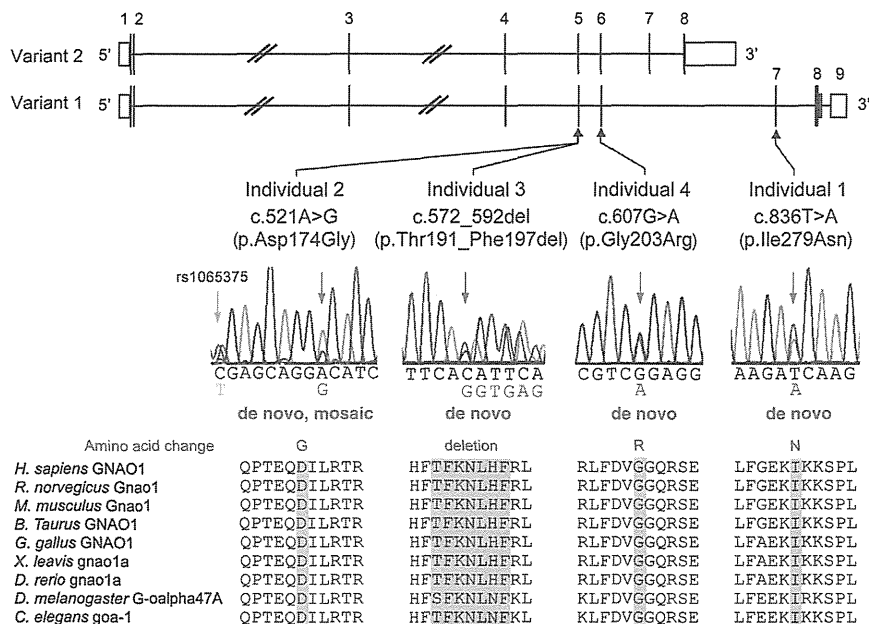 1 2 3 4 5 6 7 8
Variant 2 5' 3'
7 8 9
Variant 1 5' 3'
Individual 2 Individual 3 Individual 4 Individual 1
c.521A>G c.572_592del c.607G>A c.836T>A
(p.Asp174Gly) (p.Thr191_Phe197del) (p.Gly203Arg) (p.Ile279Asn)
rs1065375
CGAGCAGGACATC TTCACATTCA CGTCGGAGG AAGATCAAG
T G GGTGAG A A
de novo, mosaic de novo de novo de novo
Amino acid change G deletion R N
H. sapiens GNAO1 QPTEQDILRTR HFTFKNLHFRL RLFDVGGQRSE LFGEKIKKSPL
R. norvegicus Gnao1 QPTEQDILRTR HFTFKNLHFRL RLFDVGGQRSE LFGEKIKKSPL
M. musculus Gnao1 QPTEQDILRTR HFTFKNLHFRL RLFDVGGQRSE LFGEKIKKSPL
B. Taurus GNAO1 QPTEQDILRTR HFTFKNLHFRL RLFDVGGQRSE LFGEKIKKSPL
G. gallus GNAO1 QPTEQDILRTR HFTFKNLHFRL RLFDVGGQRSE LFGEKIKKSPL
X. leavis gnao1a QPTEQDILRTR HFTFKNLHFRL RLFDVGGQRSE LFAEKIKKSPL
D. rerio gnao1a QPTEQDILRTR HFTFKNLHFRL RLFDVGGQRSE LFAEKIKKSPL
D. melanogaster G-oalpha47A QPTEQDILRTR HFSFKNLNFKL KLFDVGGQRSE LFEEKIRKSPL
C. elegans goa-1 QPTEQDILRTR HFTFKNLNFKL KLFDVGGQRSE LFAEKIKKSPL